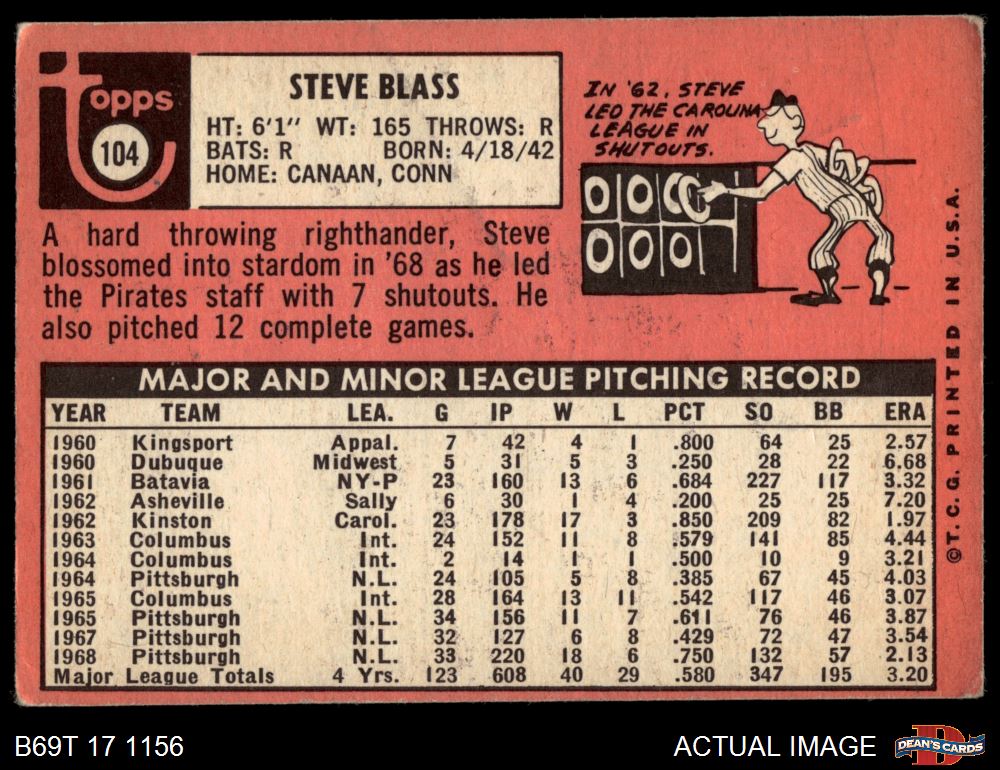 Topps
104
STEVE BLASS
HT: 6'1" WT: 165 THROWS: R
BATS: R BORN: 4/18/42
HOME: CANAAN, CONN
A hard throwing righthander, Steve
blossomed into stardom in '68 as he led
the Pirates staff with 7 shutouts. He
also pitched 12 complete games.
IN '62, STEVE
LED THE CAROLINA
LEAGUE IN
SHUTOUTS.
0 0 0 0
0 0 0
MAJOR AND MINOR LEAGUE PITCHING RECORD
YEAR TEAM LEA. G IP W L PCT SO BB ERA
1960 Kingsport Appal. 7 42 4 1 .800 64 25 2.57
1960 Dubuque Midwest 5 31 5 3 .250 28 22 6.68
1961 Batavia NY-P 23 160 13 6 .684 227 117 3.32
1962 Asheville Sally 6 30 1 4 .200 25 25 7.20
1962 Kinston Carol. 23 178 17 3 .850 209 82 1.97
1963 Columbus Int. 24 152 11 8 .579 141 85 4.44
1964 Columbus Int. 2 14 1 1 .500 10 9 3.21
1964 Pittsburgh N.L. 24 105 5 8 .385 67 45 4.03
1965 Columbus Int. 28 164 13 11 .542 117 46 3.07
1965 Pittsburgh N.L. 34 156 11 7 .611 76 46 3.87
1967 Pittsburgh N.L. 32 127 6 8 .429 72 47 3.54
1968 Pittsburgh N.L. 33 220 18 6 .750 132 57 2.13
Major League Totals 4 Yrs. 123 608 40 29 .580 347 195 3.20
©T. C. G. PRINTED IN U.S.A.
B69T 17 1156
ACTUAL IMAGE
D
DEAN'S CARDS